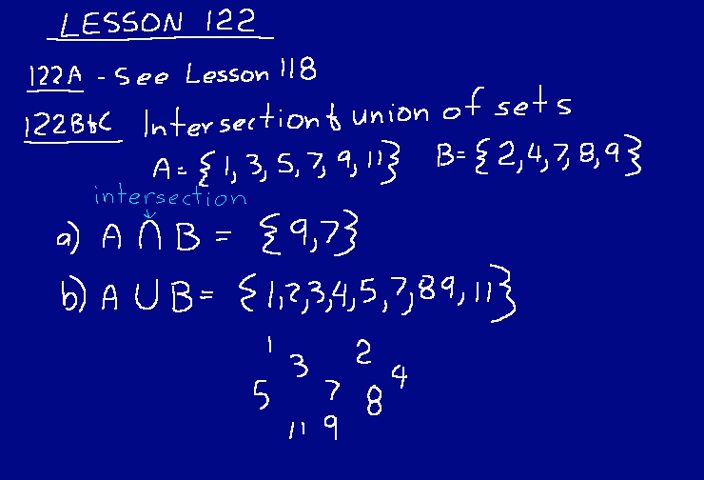 LESSON 122
122A - See Lesson 118
122B&C Intersection & union of sets
A = {1, 3, 5, 7, 9, 11} B = {2, 4, 7, 8, 9}
intersection
a) A ∩ B = {9, 7}
b) A ∪ B = {1, 2, 3, 4, 5, 7, 8 9, 11}
1 2
3 4
5 7 8
11 9